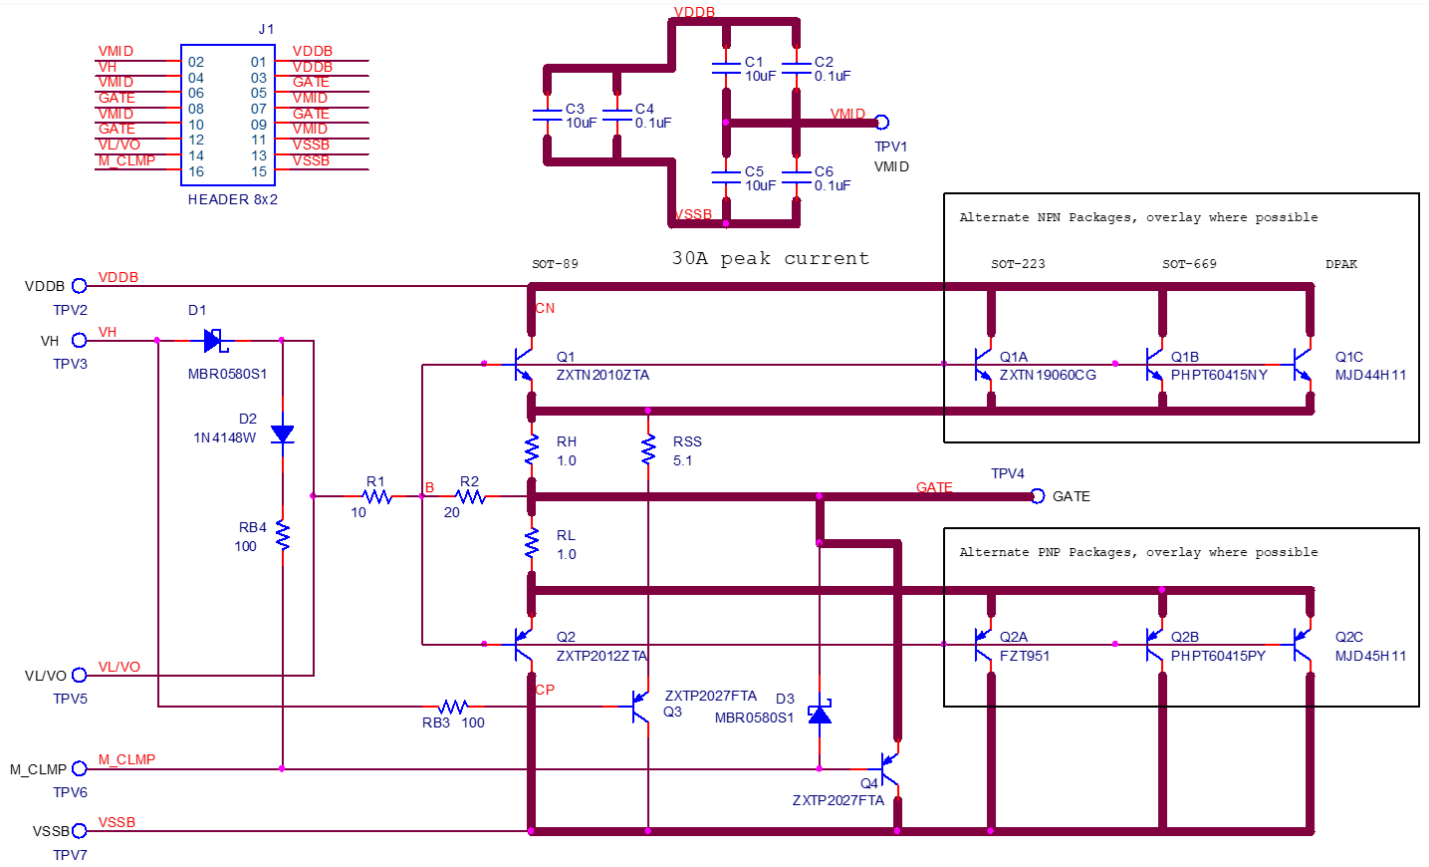 J1
VMID 02 01 VDDB
VH 04 03 VDDB
VMID 06 05 GATE
GATE 08 07 VMID
VMID 10 09 GATE
GATE 12 11 VMID
VL/VO 14 13 VSSB
M_CLMP 16 15 VSSB
HEADER 8x2
VDDB
C1
10uF
C2
0.1uF
C3
10uF
C4
0.1uF
VMID
TPV1
VMID
C5
10uF
C6
0.1uF
VSSB
30A peak current
Alternate NPN Packages, overlay where possible
SOT-89
SOT-223
SOT-669
DPAK
VDDB
VDDB
TPV2
CN
D1
VH
VH
TPV3
MBR0580S1
Q1
ZXTN2010ZTA
Q1A
ZXTN19060CG
Q1B
PHPT60415NY
Q1C
MJD44H11
D2
1N4148W
RH
1.0
RSS
5.1
R1
10
B
R2
20
GATE
TPV4
GATE
RB4
100
RL
1.0
Alternate PNP Packages, overlay where possible
Q2
ZXTP2012ZTA
Q2A
FZT951
Q2B
PHPT60415PY
Q2C
MJD45H11
VL/VO
VL/VO
TPV5
CP
RB3 100
ZXTP2027FTA
Q3
D3
MBR0580S1
M_CLMP
M_CLMP
TPV6
Q4
ZXTP2027FTA
VSSB
VSSB
TPV7